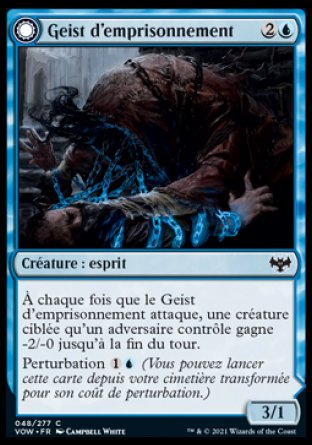 Geist d'emprisonnement 2
Créature : esprit
À chaque fois que le Geist
d'emprisonnement attaque, une créature
ciblée qu'un adversaire contrôle gagne
-2/-0 jusqu'à la fin du tour.
Perturbation 1 (Vous pouvez lancer
cette carte depuis votre cimetière transformée
pour son coût de perturbation.)
048/277 C
VOW • FR CAMPBELL WHITE
™ & © 2021 Wizards of the Coast
3/1